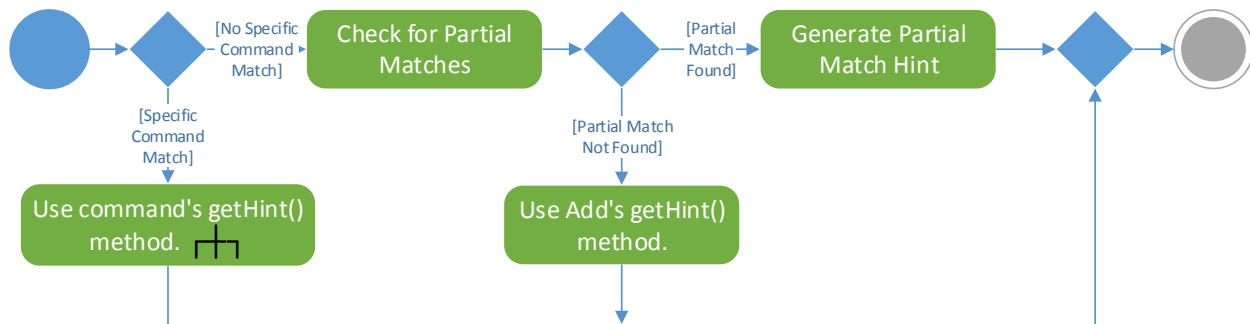 [No Specific
Command
Match]
Check for Partial
Matches
[Partial
Match
Found]
Generate Partial
Match Hint
[Specific
Command
Match]
[Partial Match
Not Found]
Use command's getHint()
method.
Use Add's getHint()
method.